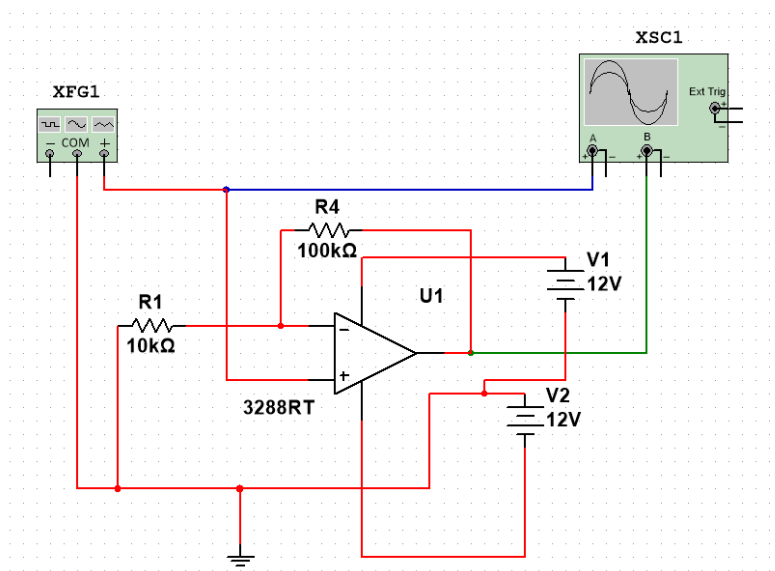 XSC1
XFG1
Ext Trig
+
−
− COM +
A
B
+ −
+ −
R4
100kΩ
V1
12V
U1
R1
10kΩ
−
+
3288RT
V2
12V